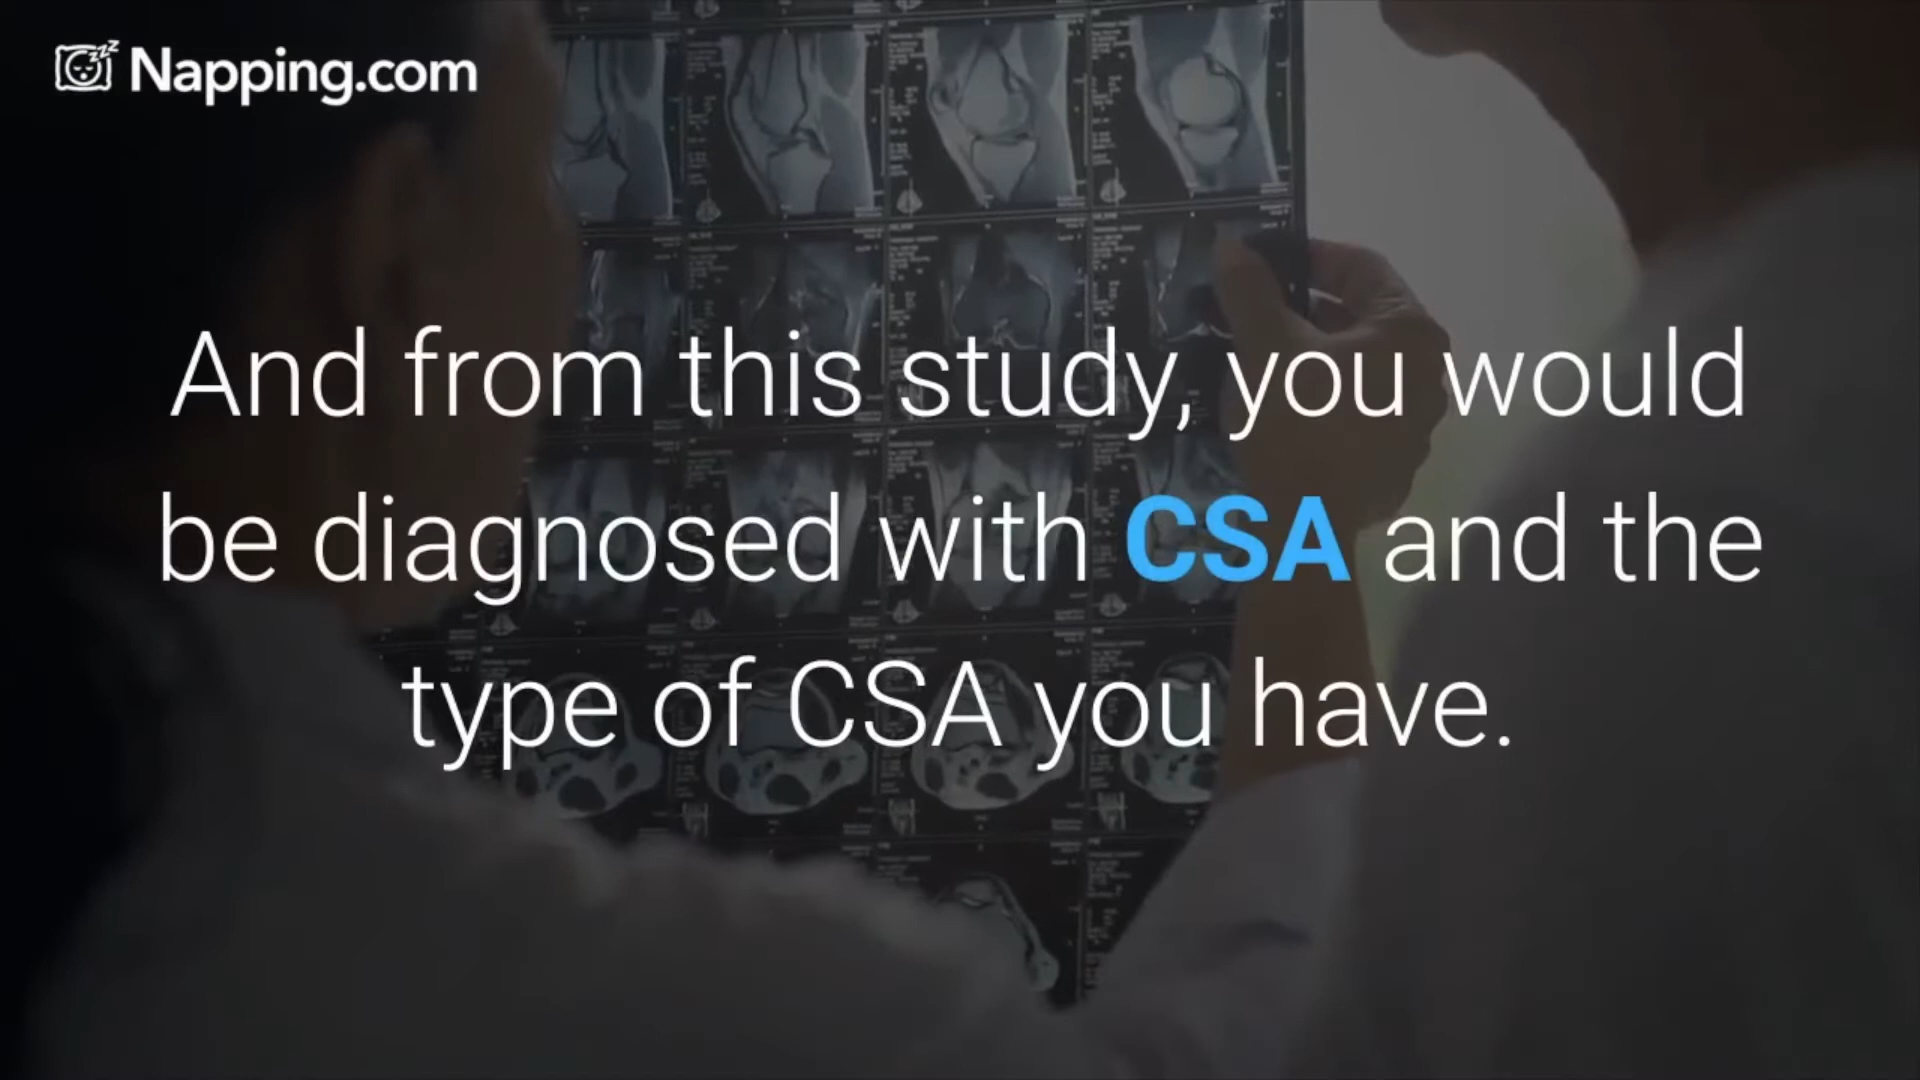 Napping.com
And from this study, you would
be diagnosed with CSA and the
type of CSA you have.